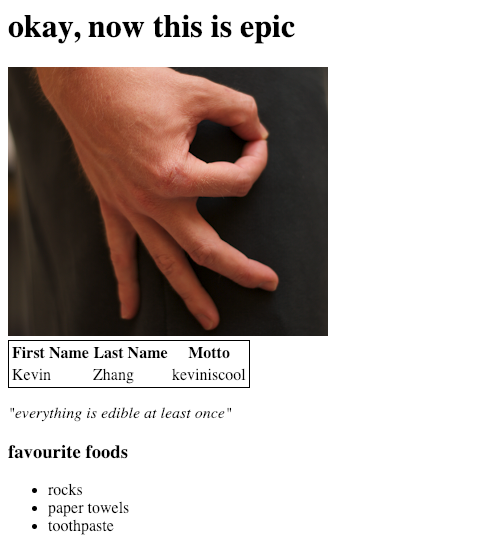 okay, now this is epic
First Name Last Name Motto
Kevin Zhang keviniscool
"everything is edible at least once"
favourite foods
rocks
paper towels
toothpaste